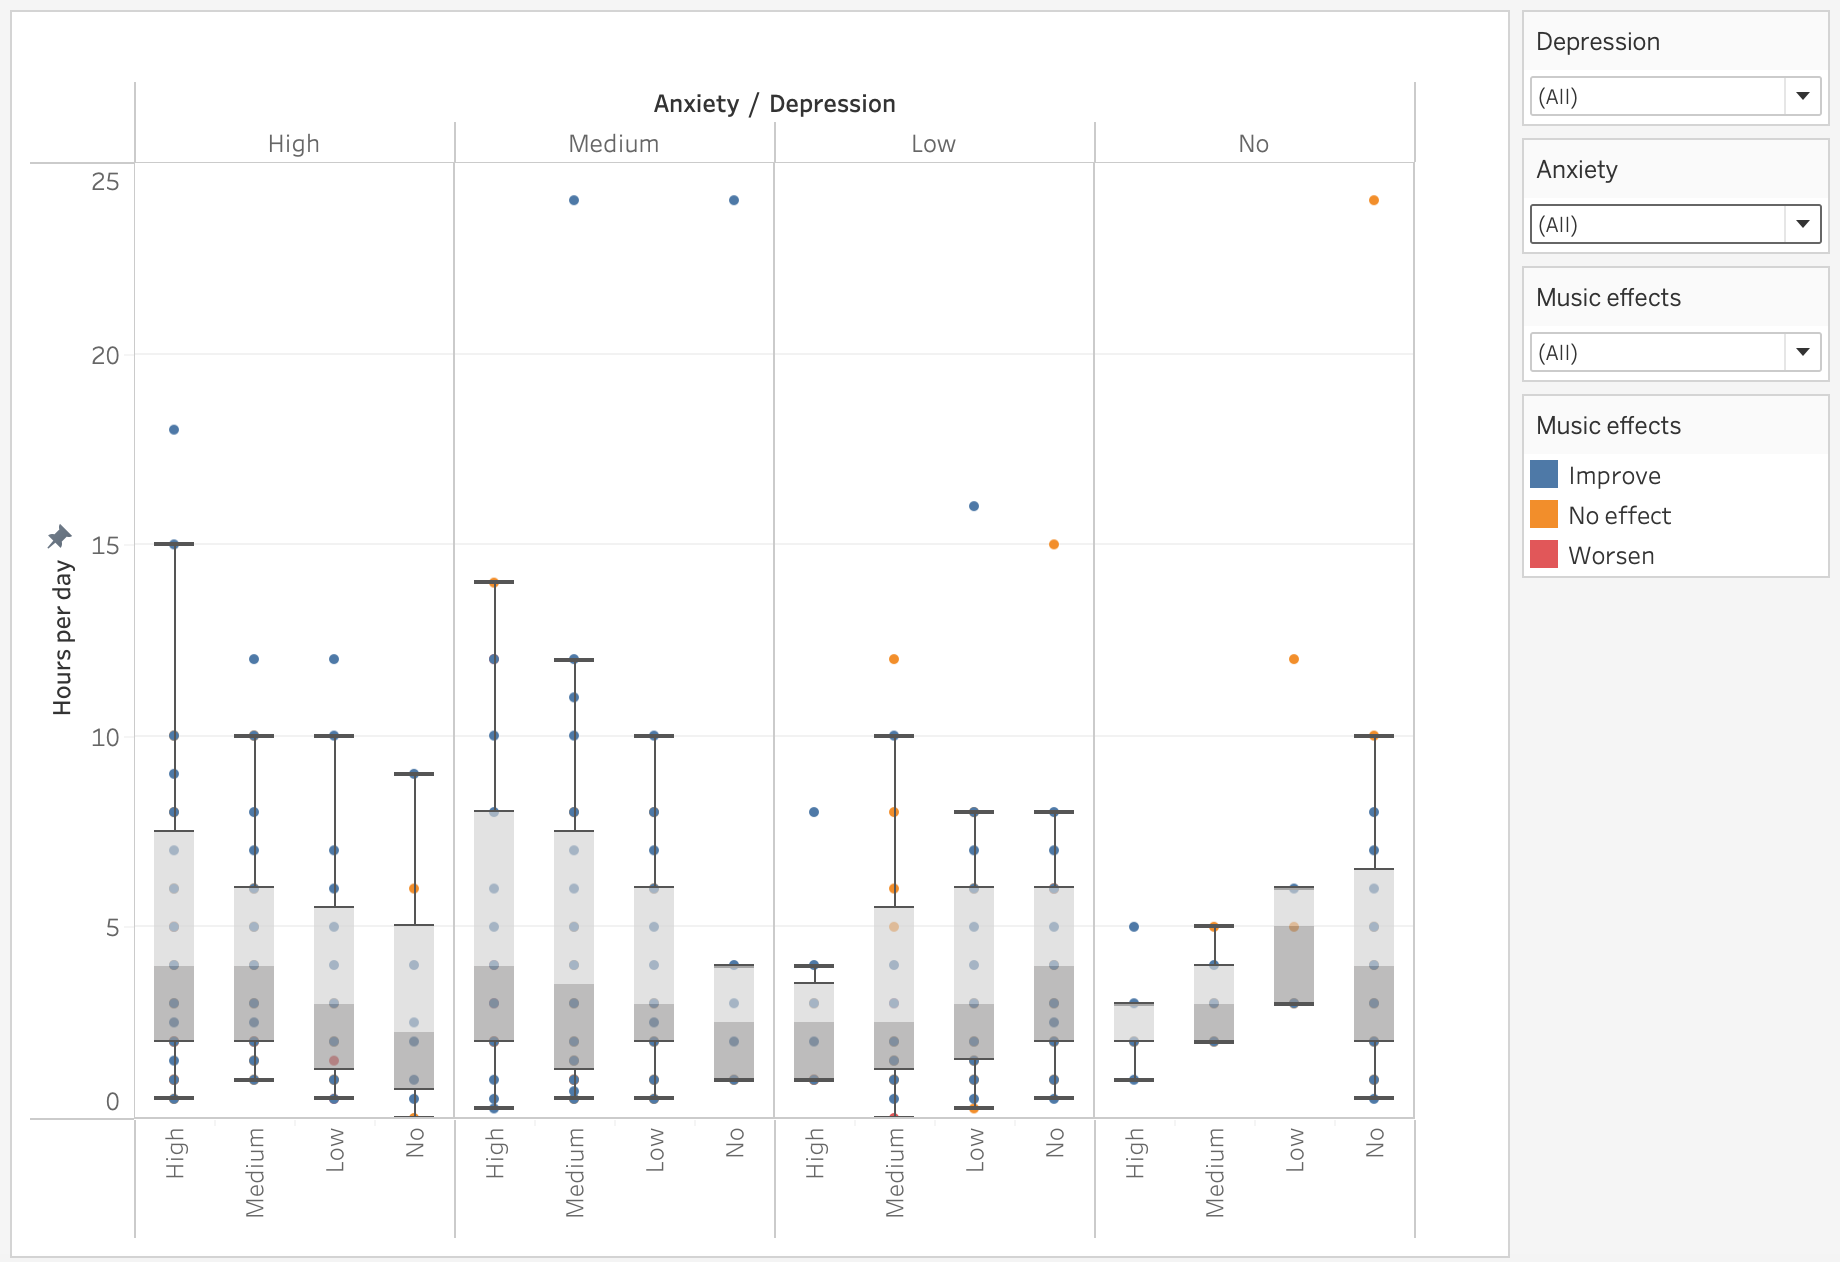 Anxiety / Depression
High Medium Low No
25
20
15
10
5
0
Hours per day
High Medium Low No High Medium Low No High Medium Low No High Medium Low No
Depression
(All)
Anxiety
(All)
Music effects
(All)
Music effects
Improve
No effect
Worsen